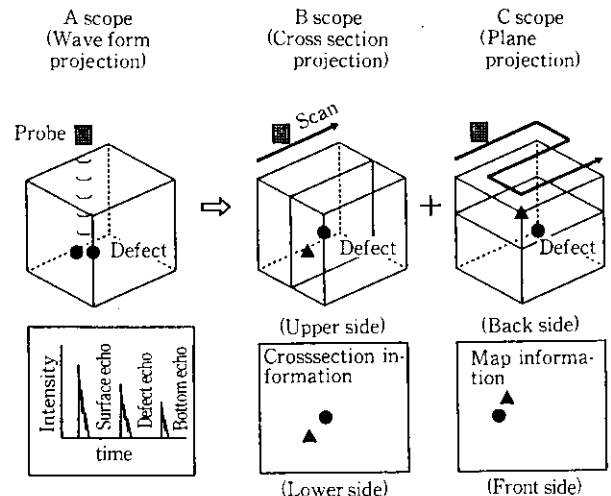 A scope
(Wave form
projection)
B scope
(Cross section
projection)
C scope
(Plane
projection)
Probe
Defect
Scan
Defect
Defect
(Upper side)
(Back side)
Intensity
Surface echo
Defect echo
Bottom echo
time
Crosssection in-
formation
Map informa-
tion
(Lower side)
(Front side)